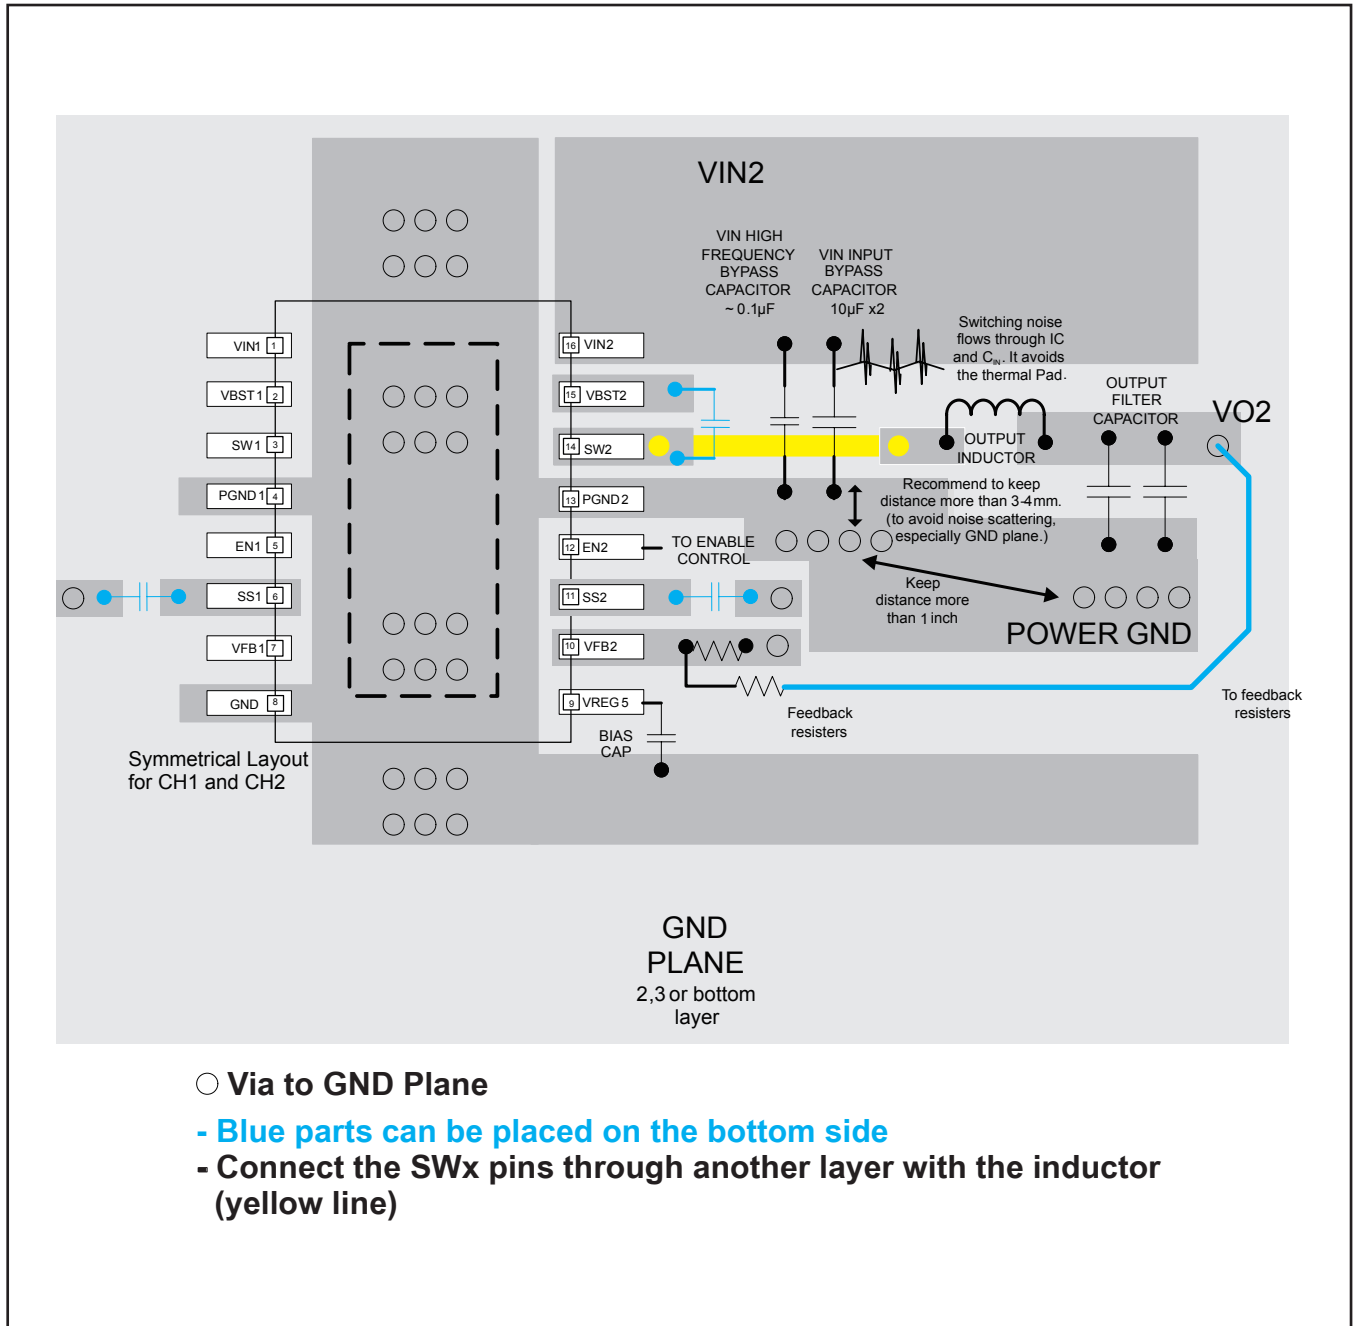 VIN2
VIN HIGH
FREQUENCY
BYPASS
CAPACITOR
~ 0.1µF
VIN INPUT
BYPASS
CAPACITOR
10µF x2
Switching noise
flows through IC
and CIN. It avoids
the thermal Pad.
OUTPUT
FILTER
CAPACITOR
VO2
OUTPUT
INDUCTOR
Recommend to keep
distance more than 3-4mm.
(to avoid noise scattering,
especially GND plane.)
Keep
distance more
than 1 inch
POWER GND
To feedback
resisters
Feedback
resisters
VIN1 1
VBST1 2
SW1 3
PGND1 4
EN1 5
SS1 6
VFB1 7
GND 8
16 VIN2
15 VBST2
14 SW2
13 PGND2
12 EN2
TO ENABLE
CONTROL
11 SS2
10 VFB2
9 VREG5
BIAS
CAP
Symmetrical Layout
for CH1 and CH2
GND
PLANE
2,3 or bottom
layer
Via to GND Plane
- Blue parts can be placed on the bottom side
- Connect the SWx pins through another layer with the inductor
(yellow line)